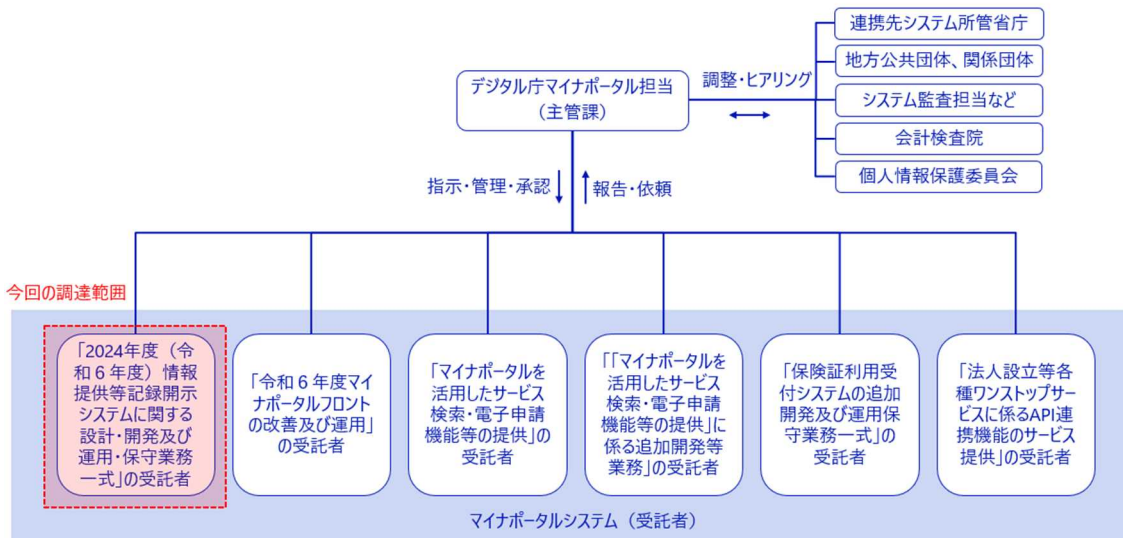 連携先システム所管省庁
地方公共団体、関係団体
システム監査担当など
会計検査院
個人情報保護委員会
調整・ヒアリング
デジタル庁マイナポータル担当
（主管課）
指示・管理・承認
報告・依頼
今回の調達範囲
「2024年度（令
和６年度）情報
提供等記録開示
システムに関する
設計・開発及び
運用・保守業務
一式」の受託者
「令和６年度マイ
ナポータルフロント
の改善及び運用」
の受託者
「マイナポータルを
活用したサービス
検索・電子申請
機能等の提供」の
受託者
「「マイナポータルを
活用したサービス
検索・電子申請
機能等の提供」に
係る追加開発等
業務」の受託者
「保険証利用受
付システムの追加
開発及び運用保
守業務一式」の
受託者
「法人設立等各
種ワンストップサー
ビスに係るAPI連
携機能のサービス
提供」の受託者
マイナポータルシステム（受託者）